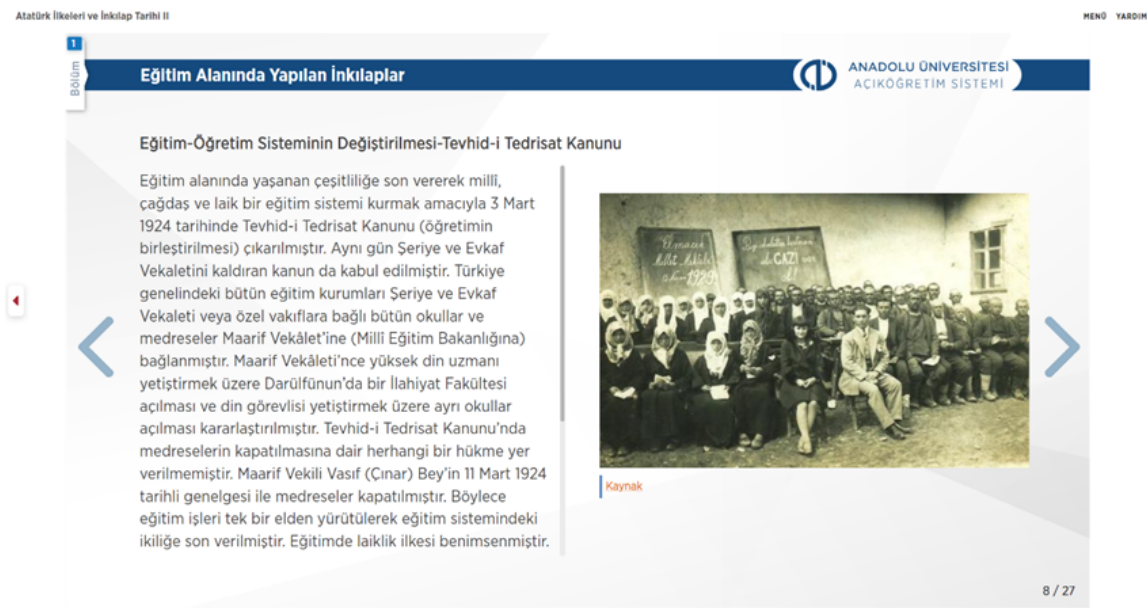 Atatürk İlkeleri ve İnkılap Tarihi II
MENÜ YARDIM
1
Bölüm
Eğitim Alanında Yapılan İnkılaplar
ANADOLU ÜNİVERSİTESİ
AÇIKÖĞRETİM SİSTEMİ
Eğitim-Öğretim Sisteminin Değiştirilmesi-Tevhid-i Tedrisat Kanunu
Eğitim alanında yaşanan çeşitliliğe son vererek millî,
çağdaş ve laik bir eğitim sistemi kurmak amacıyla 3 Mart
1924 tarihinde Tevhid-i Tedrisat Kanunu (öğretimin
birleştirilmesi) çıkarılmıştır. Aynı gün Şeriye ve Evkaf
Vekaletini kaldıran kanun da kabul edilmiştir. Türkiye
genelindeki bütün eğitim kurumları Şeriye ve Evkaf
Vekaleti veya özel vakıflara bağlı bütün okullar ve
medreseler Maarif Vekâlet'ine (Millî Eğitim Bakanlığına)
bağlanmıştır. Maarif Vekâleti'nce yüksek din uzmanı
yetiştirmek üzere Darülfünun'da bir İlahiyat Fakültesi
açılması ve din görevlisi yetiştirmek üzere ayrı okullar
açılması kararlaştırılmıştır. Tevhid-i Tedrisat Kanunu'nda
medreselerin kapatılmasına dair herhangi bir hükme yer
verilmemiştir. Maarif Vekili Vasıf (Çınar) Bey'in 11 Mart 1924
tarihli genelgesi ile medreseler kapatılmıştır. Böylece
eğitim işleri tek bir elden yürütülerek eğitim sistemindeki
ikiliğe son verilmiştir. Eğitimde laiklik ilkesi benimsenmiştir.
Millet
1929
GAZİ
Kaynak
8 / 27